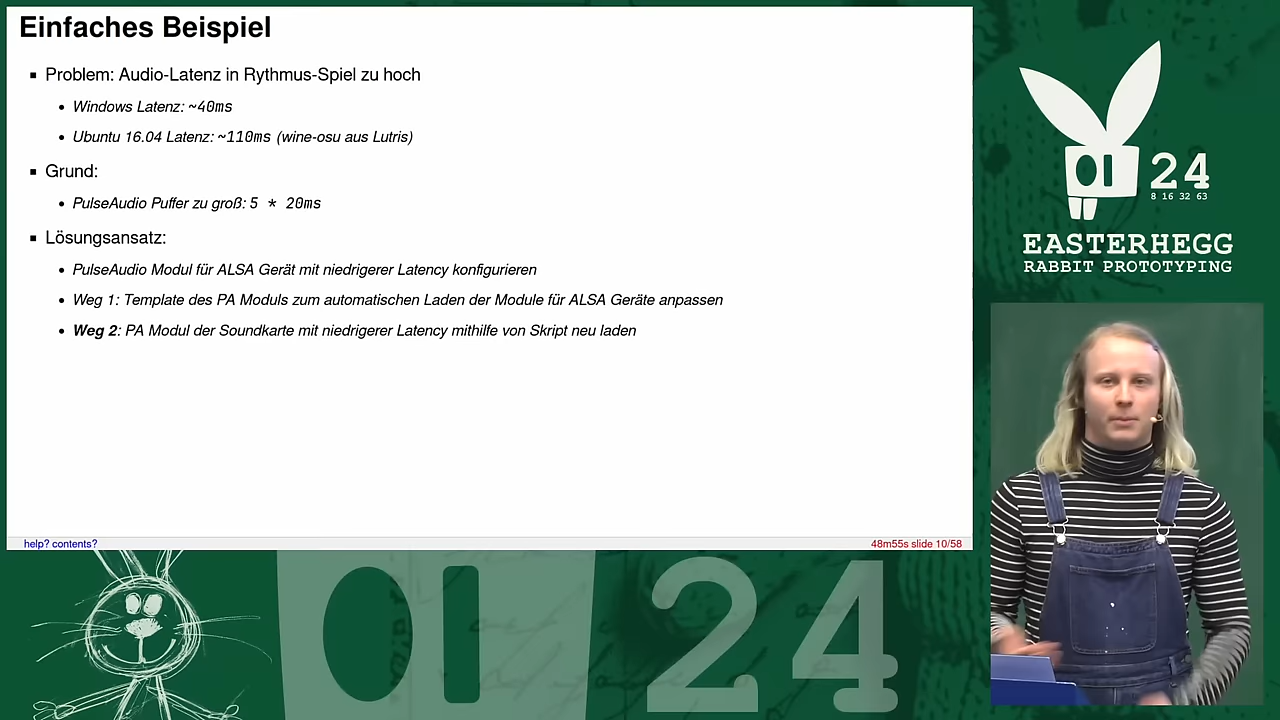 Einfaches Beispiel
Problem: Audio-Latenz in Rythmus-Spiel zu hoch
Windows Latenz: ~40ms
Ubuntu 16.04 Latenz: ~110ms (wine-osu aus Lutris)
Grund:
PulseAudio Puffer zu groß: 5 * 20ms
Lösungsansatz:
PulseAudio Modul für ALSA Gerät mit niedrigerer Latency konfigurieren
Weg 1: Template des PA Moduls zum automatischen Laden der Module für ALSA Geräte anpassen
Weg 2: PA Modul der Soundkarte mit niedrigerer Latency mithilfe von Skript neu laden
help? contents?
48m55s slide 10/58
24
8 16 32 63
EASTERHEGG
RABBIT PROTOTYPING
24